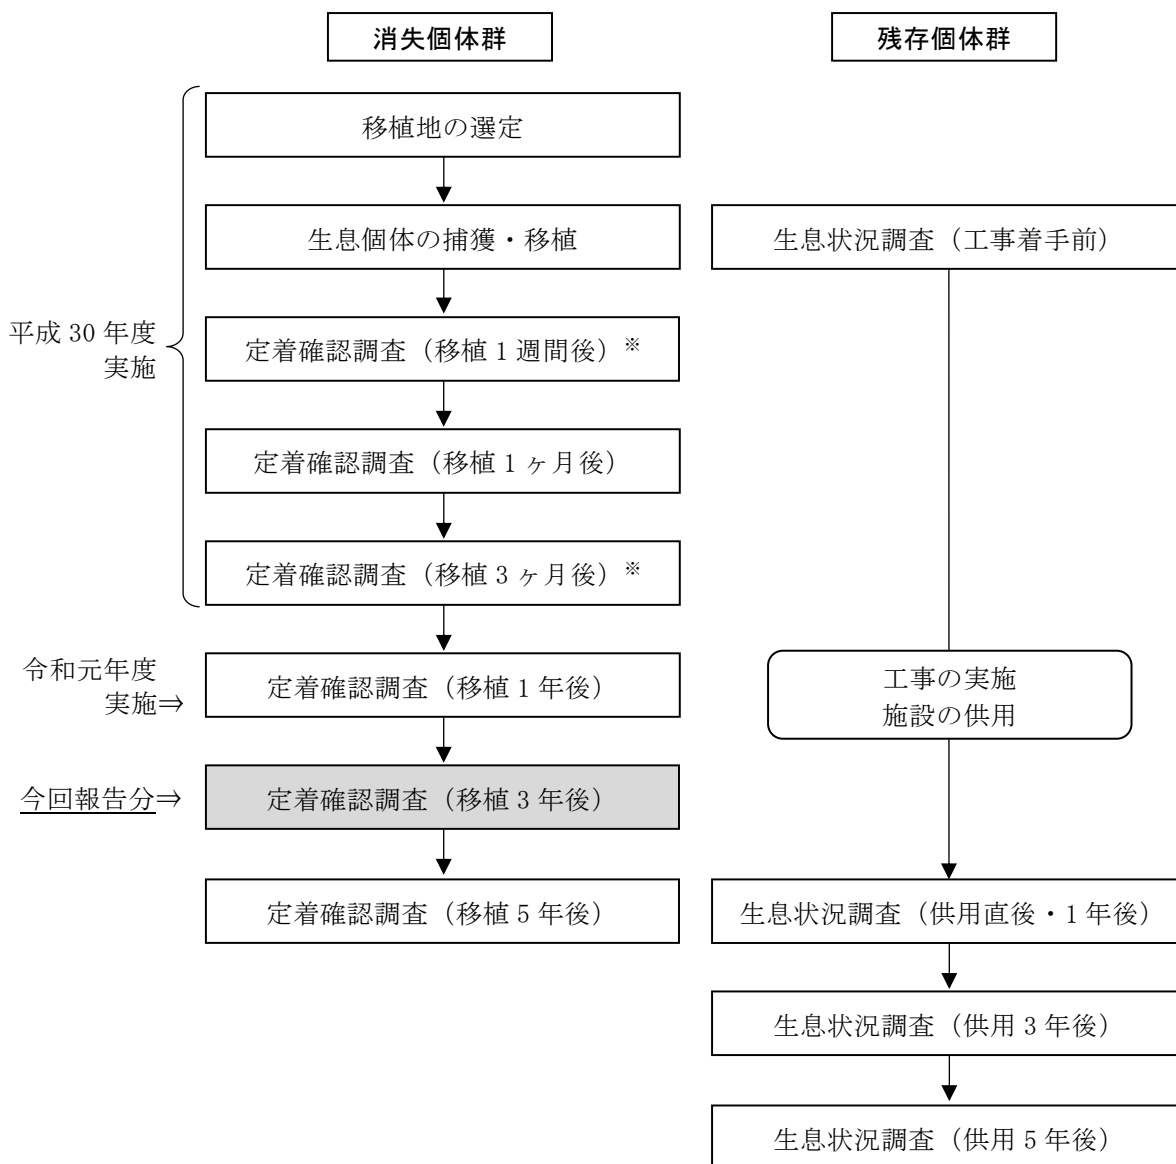 消失個体群
残存個体群
移植地の選定
生息個体の捕獲・移植
生息状況調査（工事着手前）
平成 30 年度
実施
定着確認調査（移植 1 週間後）※
定着確認調査（移植 1 ヶ月後）
定着確認調査（移植 3 ヶ月後）※
令和元年度
実施⇒
定着確認調査（移植 1 年後）
工事の実施
施設の供用
今回報告分⇒
定着確認調査（移植 3 年後）
定着確認調査（移植 5 年後）
生息状況調査（供用直後・1 年後）
生息状況調査（供用 3 年後）
生息状況調査（供用 5 年後）